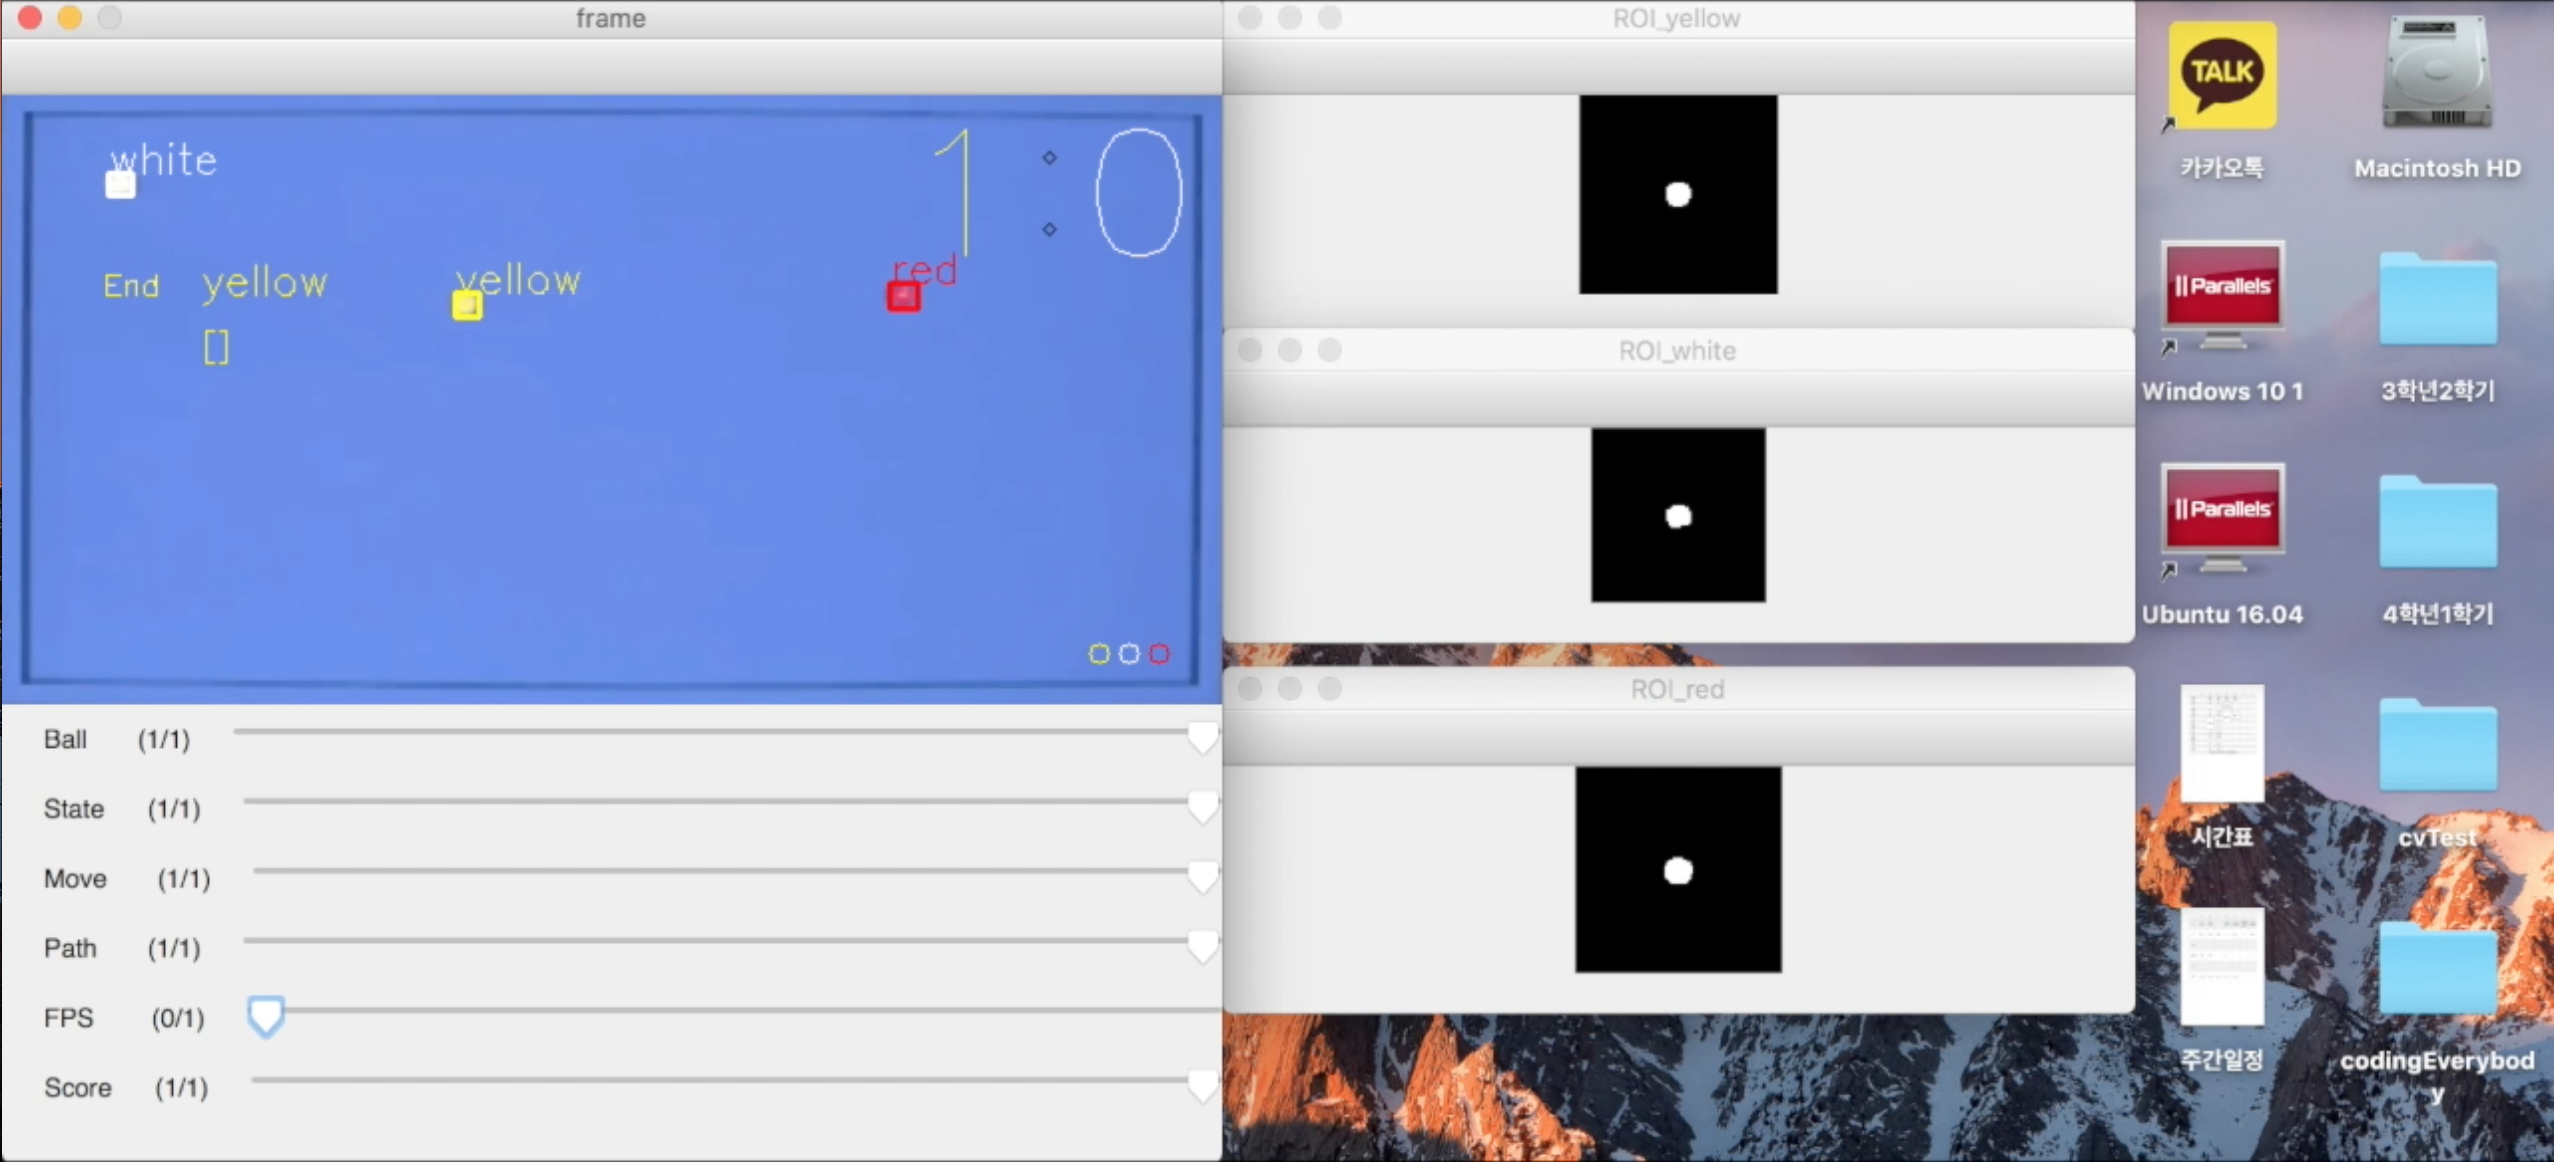 frame
white
1 : 0
End yellow
[]
yellow
red
Ball (1/1)
State (1/1)
Move (1/1)
Path (1/1)
FPS (0/1)
Score (1/1)
ROI_yellow
ROI_white
ROI_red
TALK
카카오톡
Macintosh HD
Parallels
Windows 10 1
3학년2학기
Parallels
Ubuntu 16.04
4학년1학기
시간표
cvTest
주간일정
codingEverybod
y